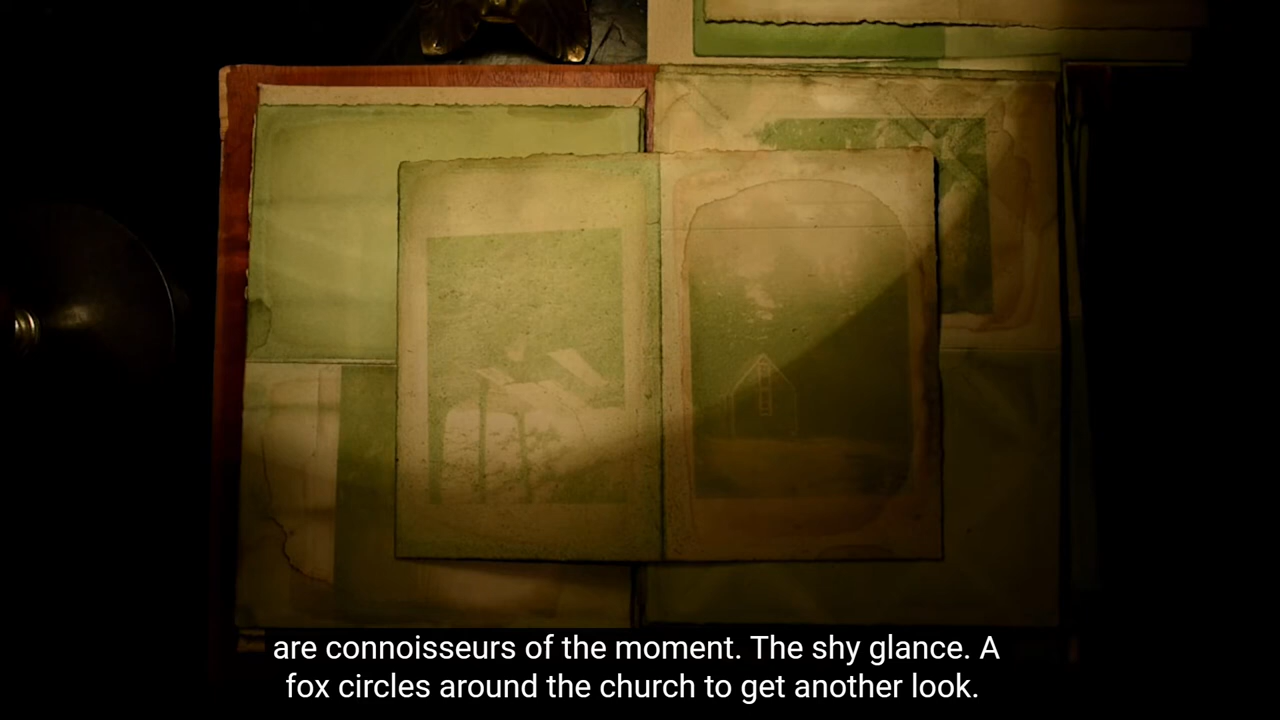 are connoisseurs of the moment. The shy glance. A
fox circles around the church to get another look.